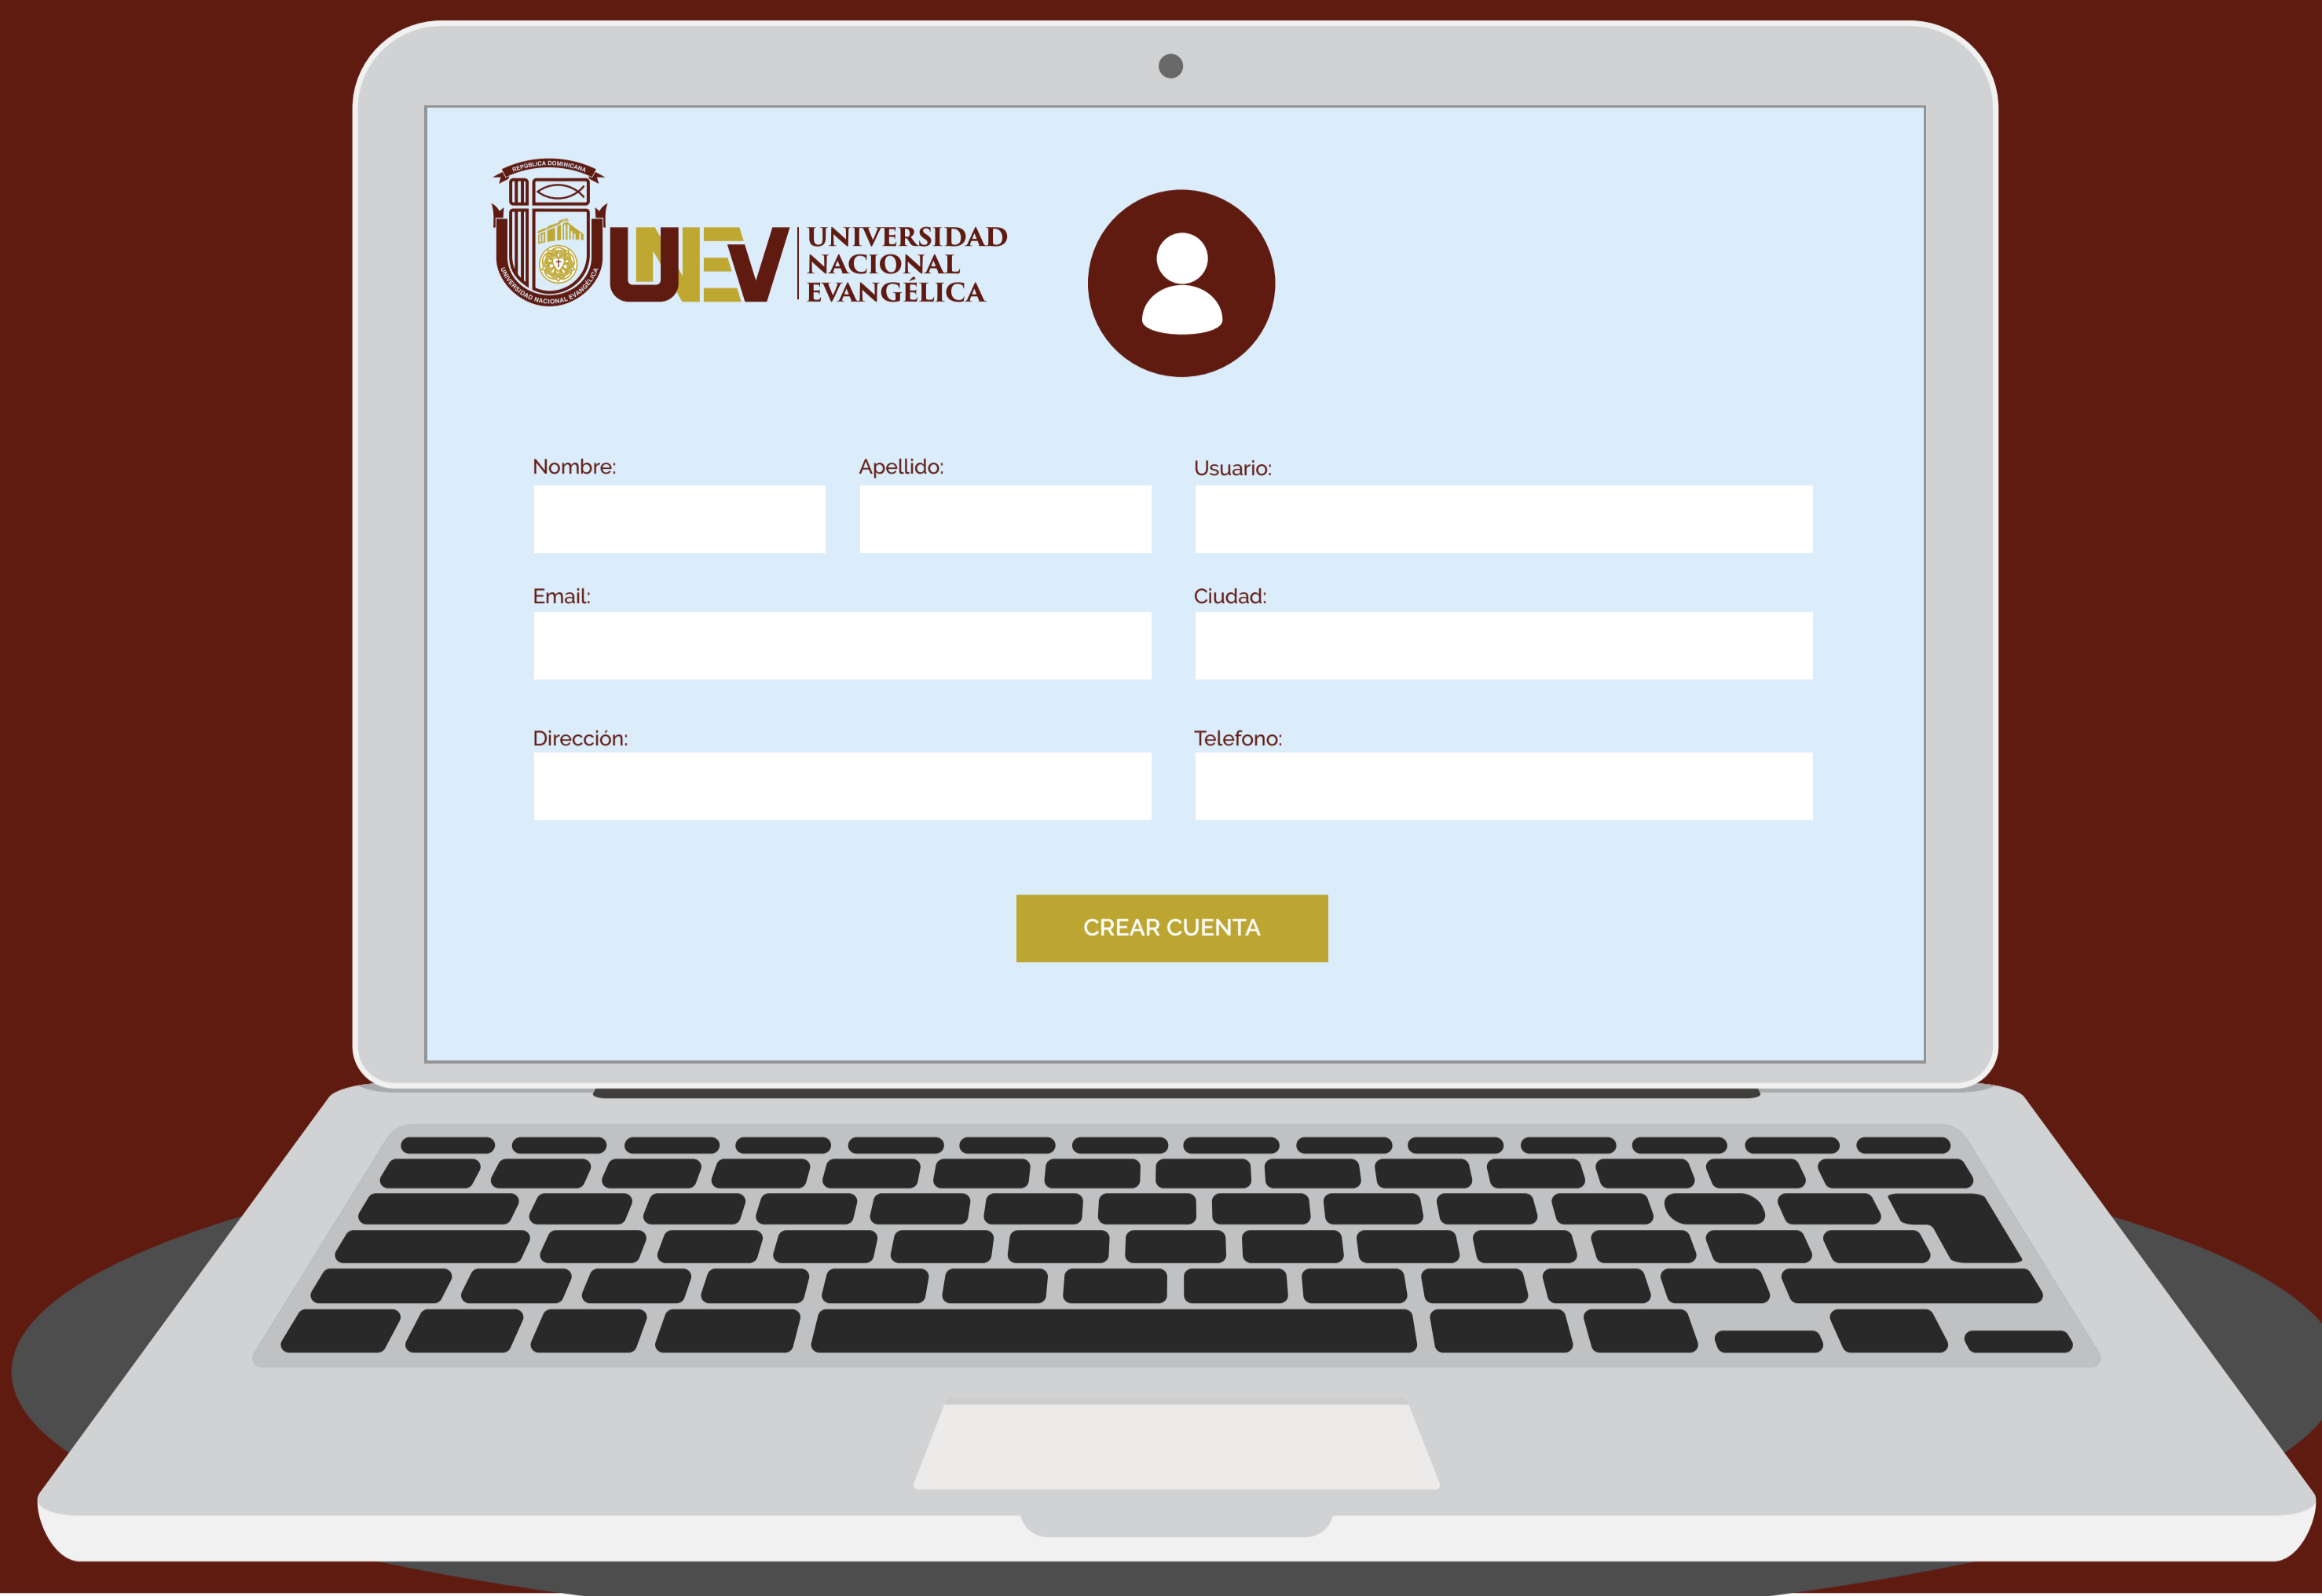 REPÚBLICA DOMINICANA
UNIVERSIDAD NACIONAL EVANGÉLICA
UNEV
UNIVERSIDAD
NACIONAL
EVANGÉLICA
Nombre:
Apellido:
Usuario:
Email:
Ciudad:
Dirección:
Telefono:
CREAR CUENTA